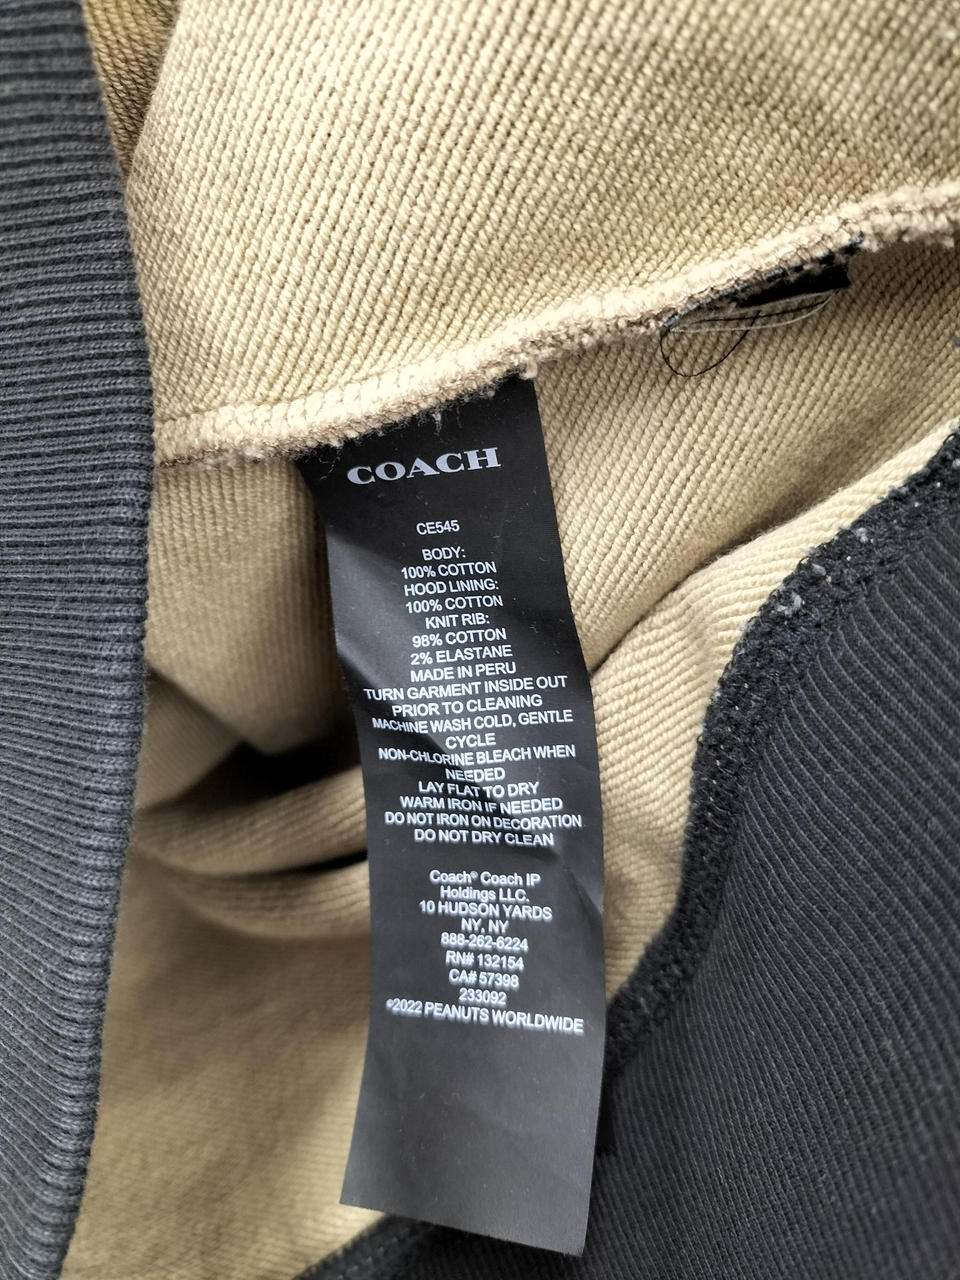 COACH
CE545
BODY:
100% COTTON
HOOD LINING:
100% COTTON
KNIT RIB:
98% COTTON
2% ELASTANE
MADE IN PERU
TURN GARMENT INSIDE OUT
PRIOR TO CLEANING
MACHINE WASH COLD, GENTLE
CYCLE
NON-CHLORINE BLEACH WHEN
NEEDED
LAY FLAT TO DRY
WARM IRON IF NEEDED
DO NOT IRON ON DECORATION
DO NOT DRY CLEAN
Coach® Coach IP
Holdings LLC.
10 HUDSON YARDS
NY, NY
888-262-6224
RN# 132154
CA# 57398
233092
©2022 PEANUTS WORLDWIDE